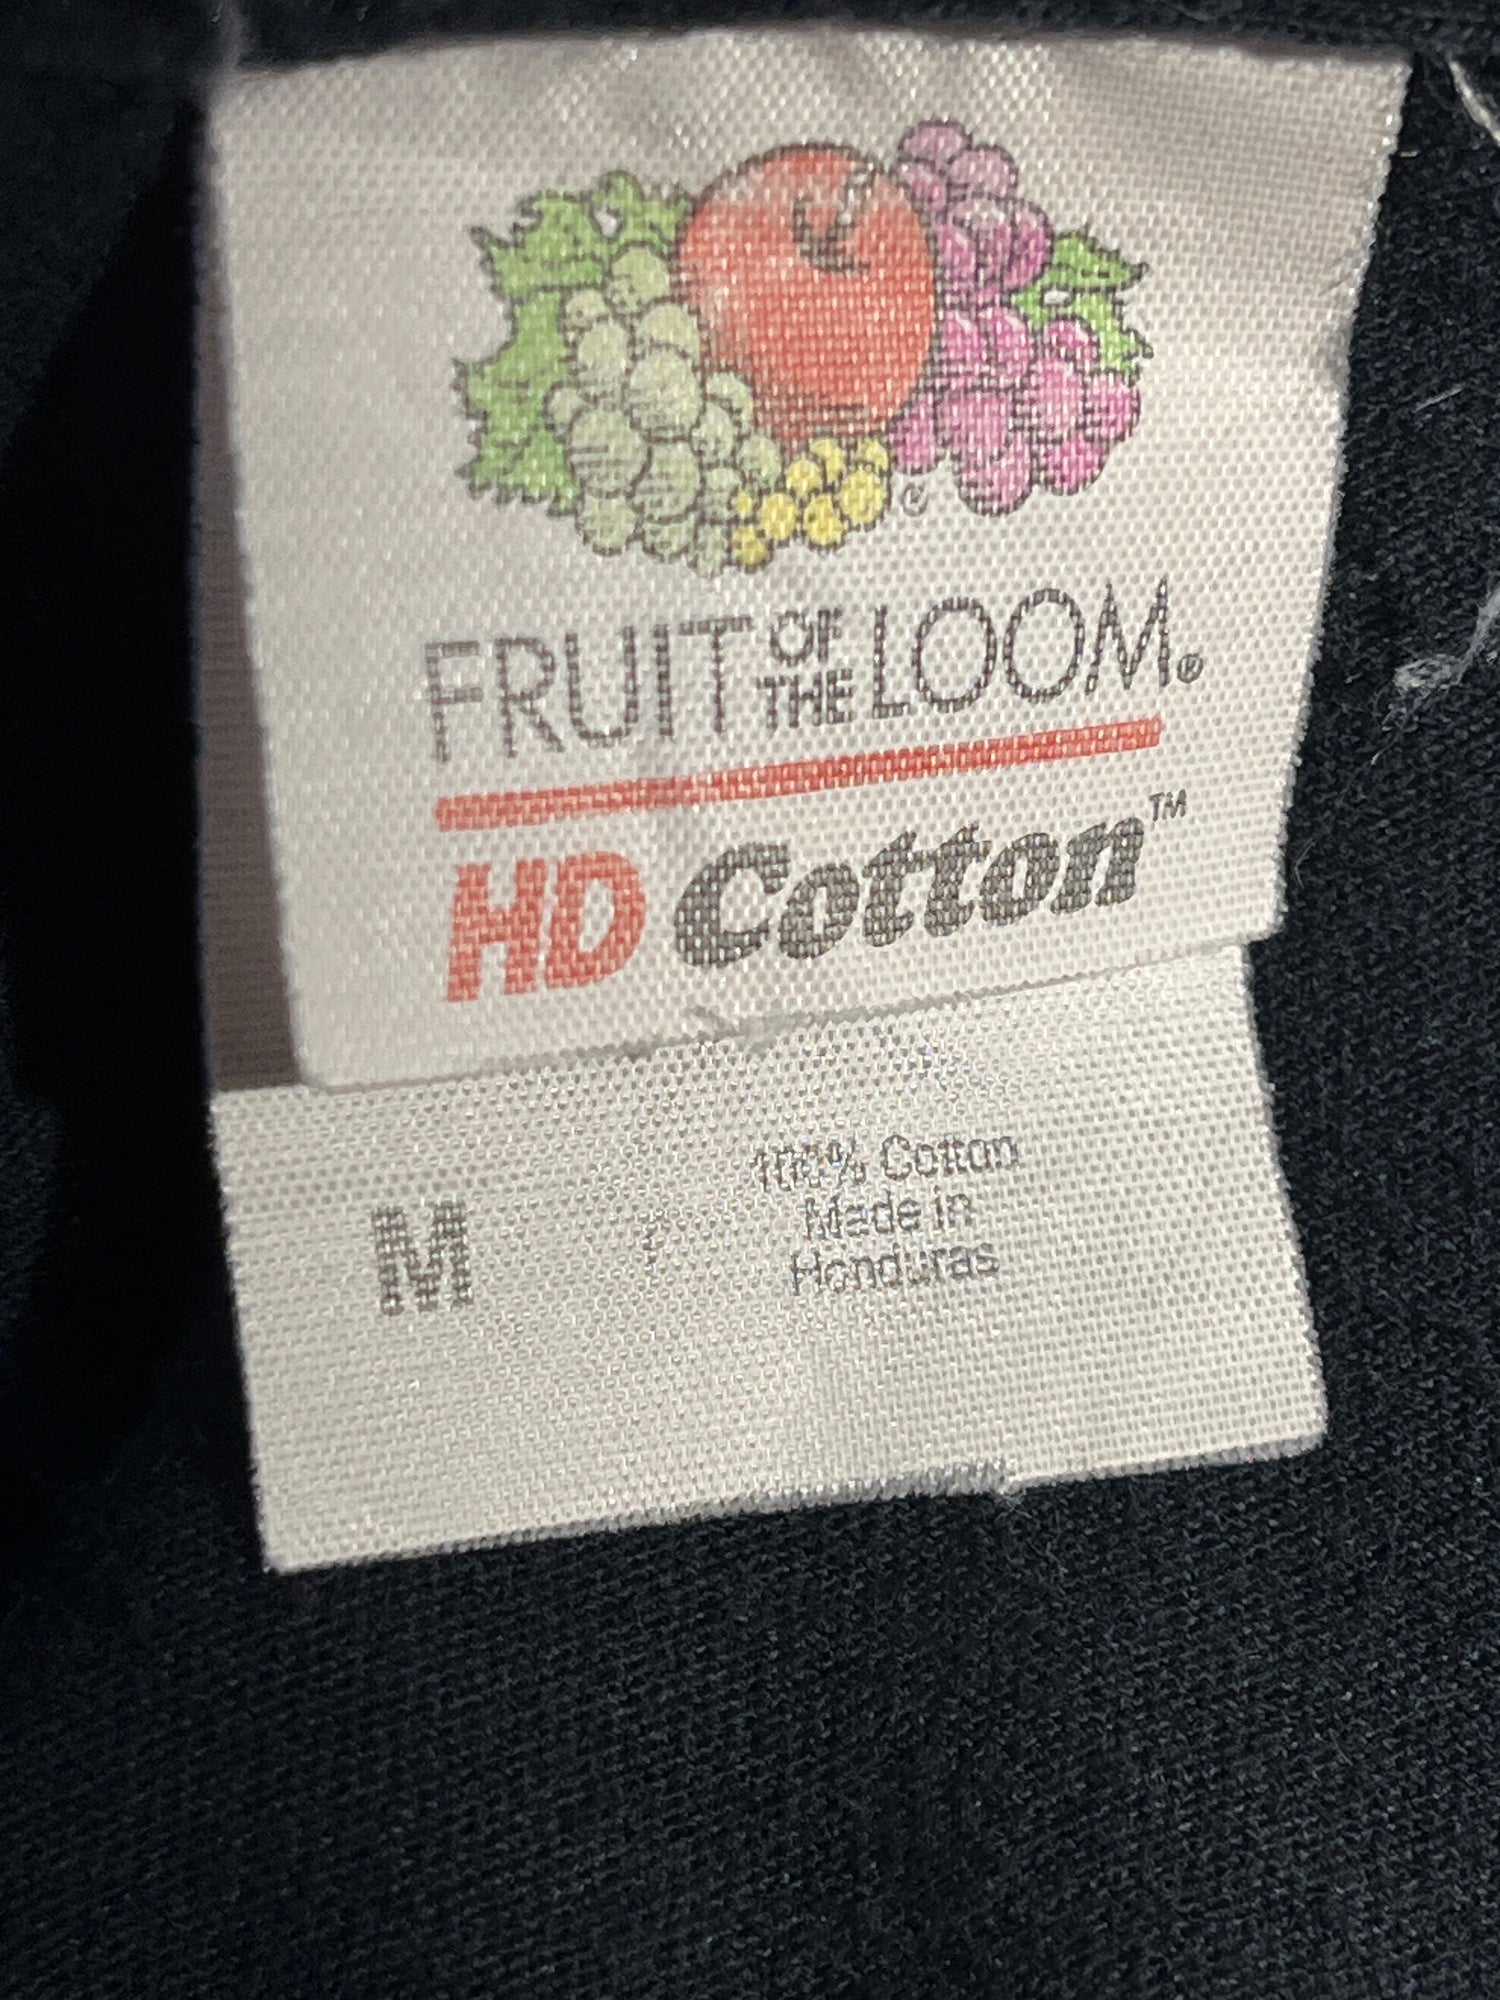 FRUIT OF THE LOOM®
HD Cotton™
M
100% Cotton
Made in
Honduras